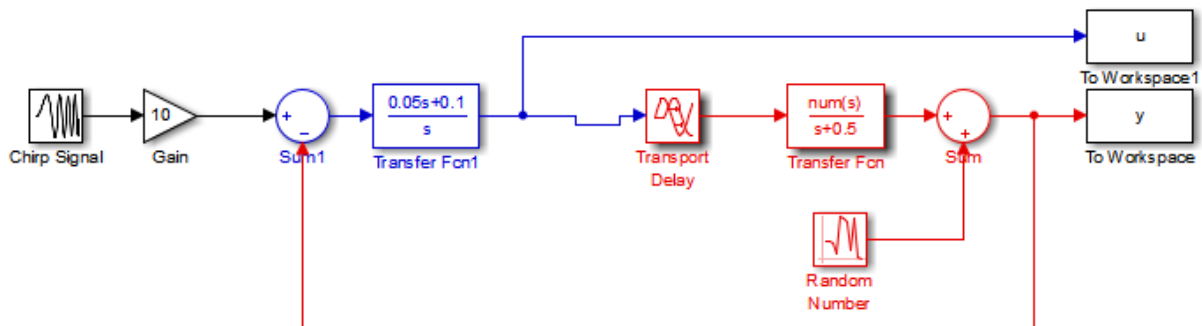 u
To Workspace1
Chirp Signal
10
Gain
+
−
Sum1
0.05s+0.1
s
Transfer Fcn1
Transport
Delay
num(s)
s+0.5
Transfer Fcn
+
+
Sum
y
To Workspace
Random
Number